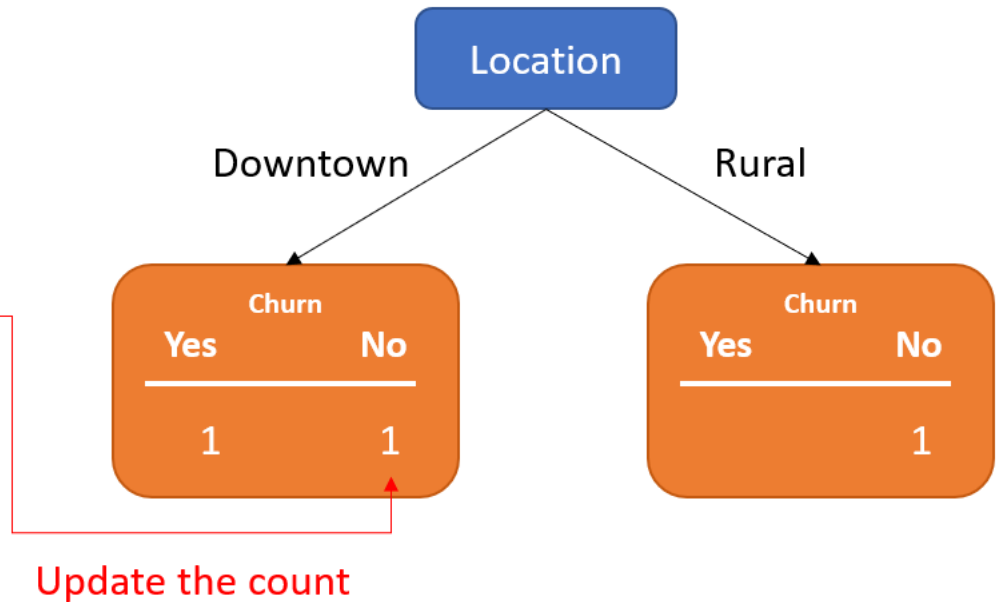 Location
Downtown Rural
Churn Churn
Yes No Yes No
1 1 1
Update the count